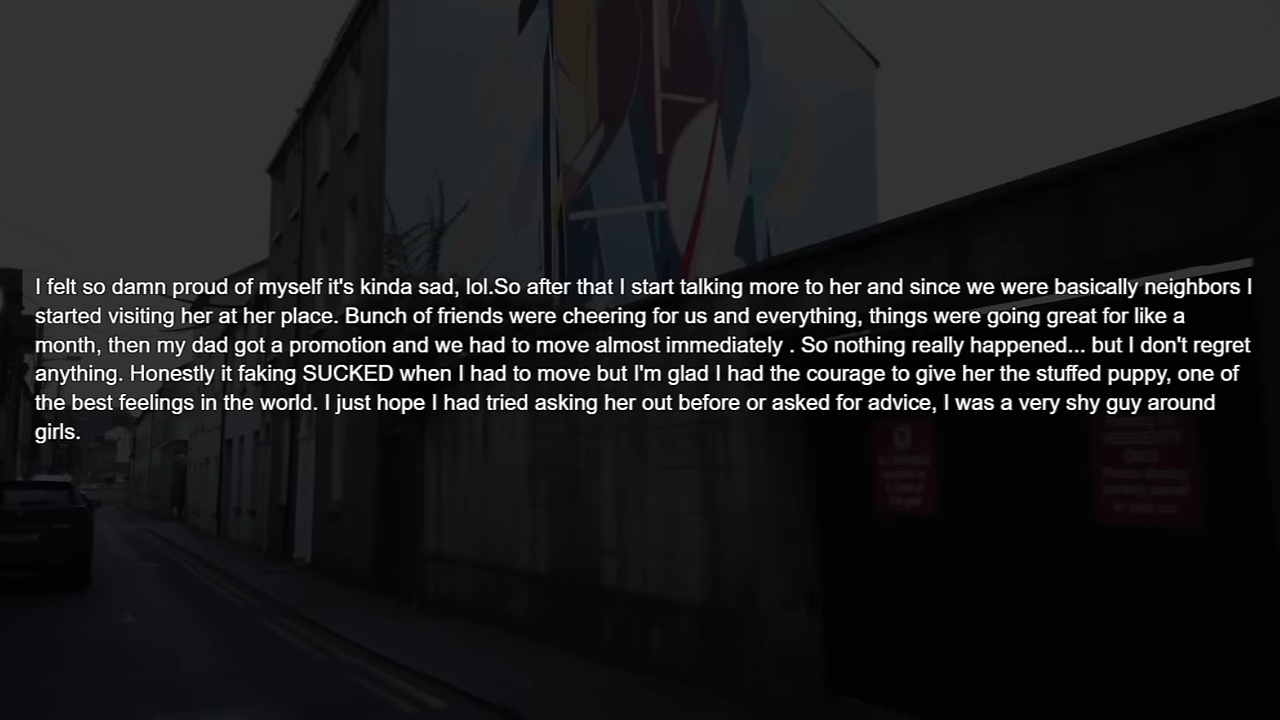 I felt so damn proud of myself it's kinda sad, lol.So after that I start talking more to her and since we were basically neighbors I
started visiting her at her place. Bunch of friends were cheering for us and everything, things were going great for like a
month, then my dad got a promotion and we had to move almost immediately . So nothing really happened... but I don't regret
anything. Honestly it faking SUCKED when I had to move but I'm glad I had the courage to give her the stuffed puppy, one of
the best feelings in the world. I just hope I had tried asking her out before or asked for advice, I was a very shy guy around
girls.
RESIDENTS
ONLY